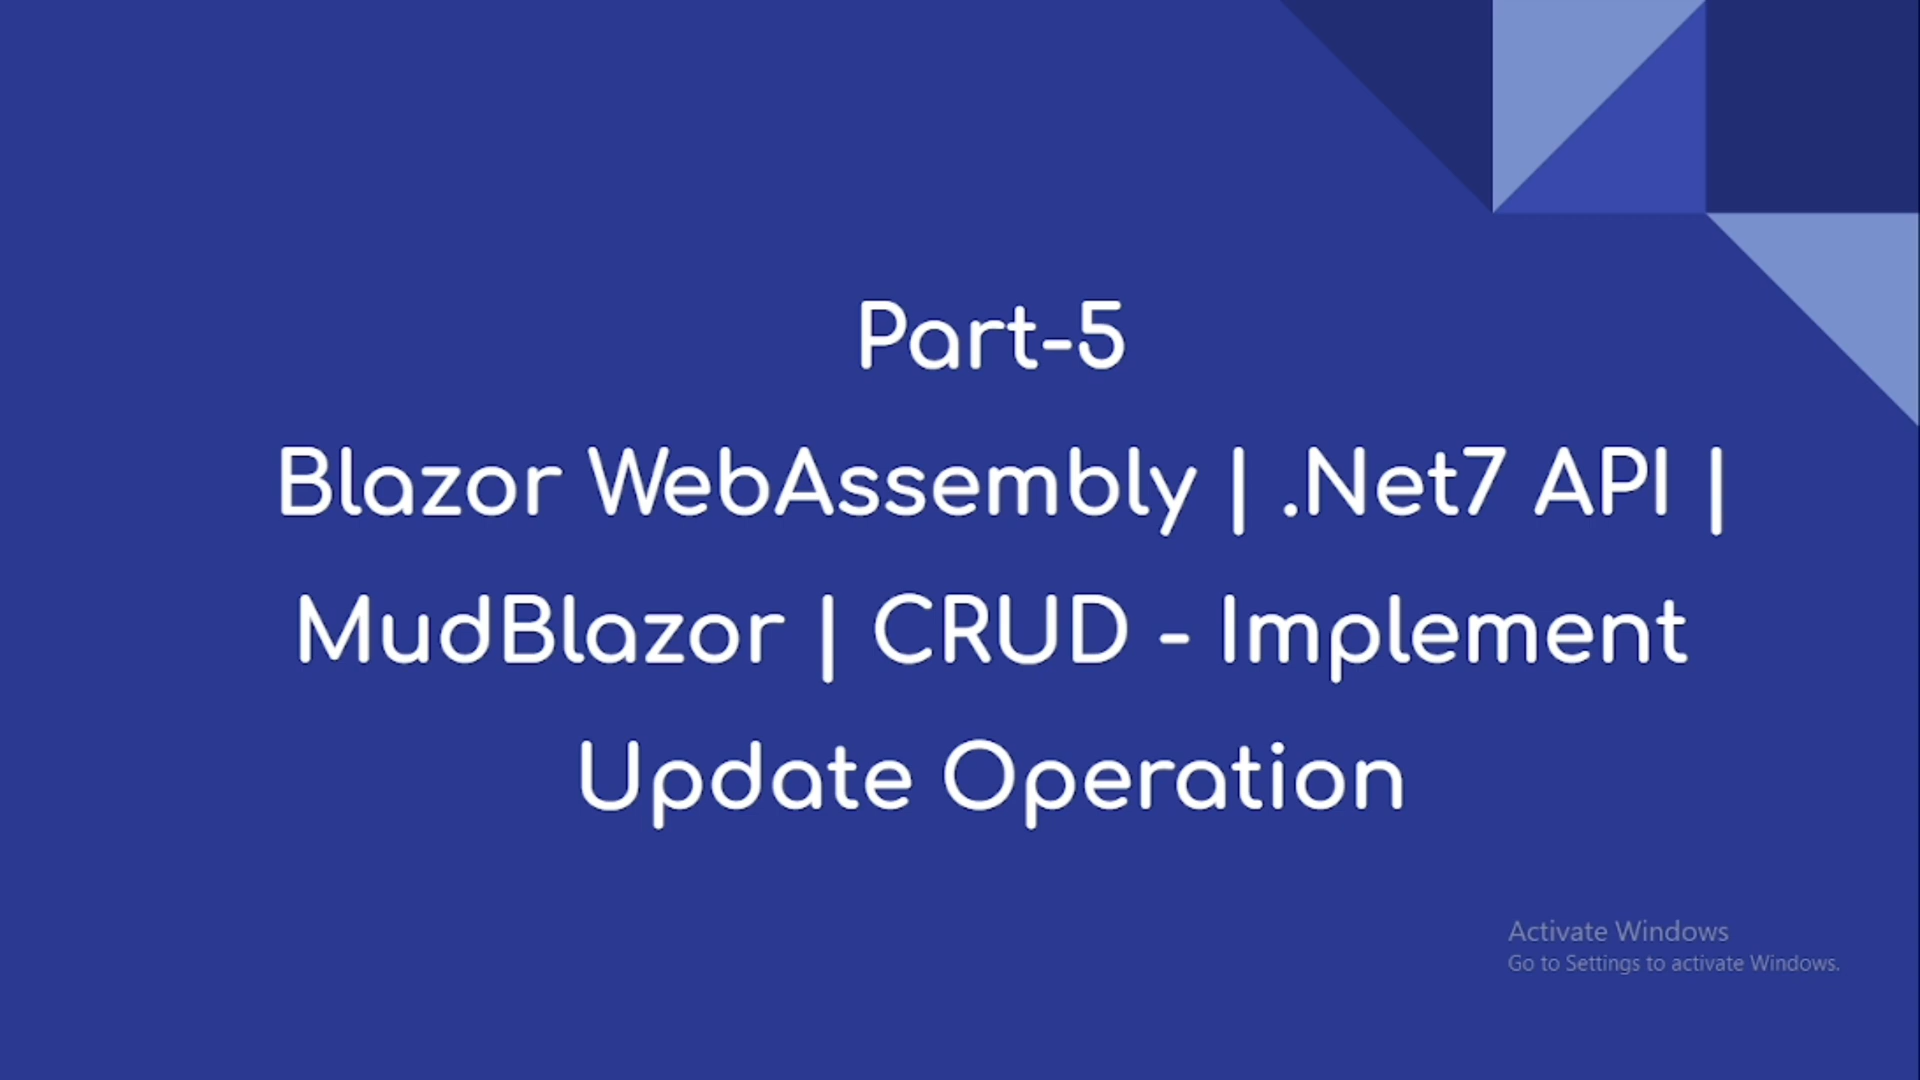 Part-5
Blazor WebAssembly | .Net7 API |
MudBlazor | CRUD - Implement
Update Operation
Activate Windows
Go to Settings to activate Windows.